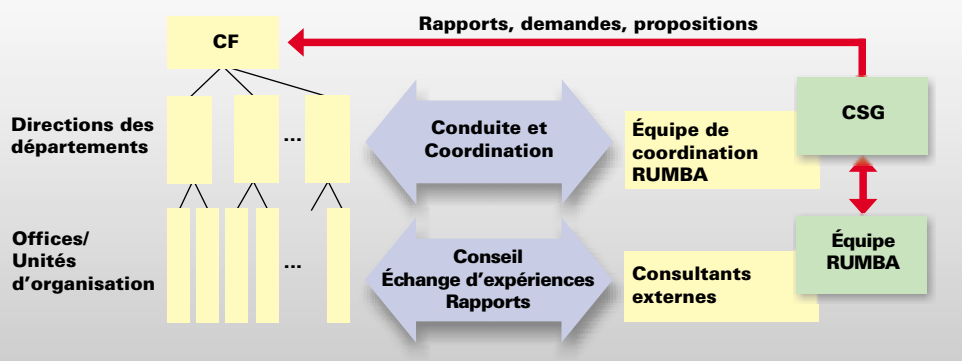 Rapports, demandes, propositions
CF
CSG
Directions des
départements
...
Conduite et
Coordination
Équipe de
coordination
RUMBA
Offices/
Unités
d'organisation
...
Conseil
Échange d'expériences
Rapports
Consultants
externes
Équipe
RUMBA